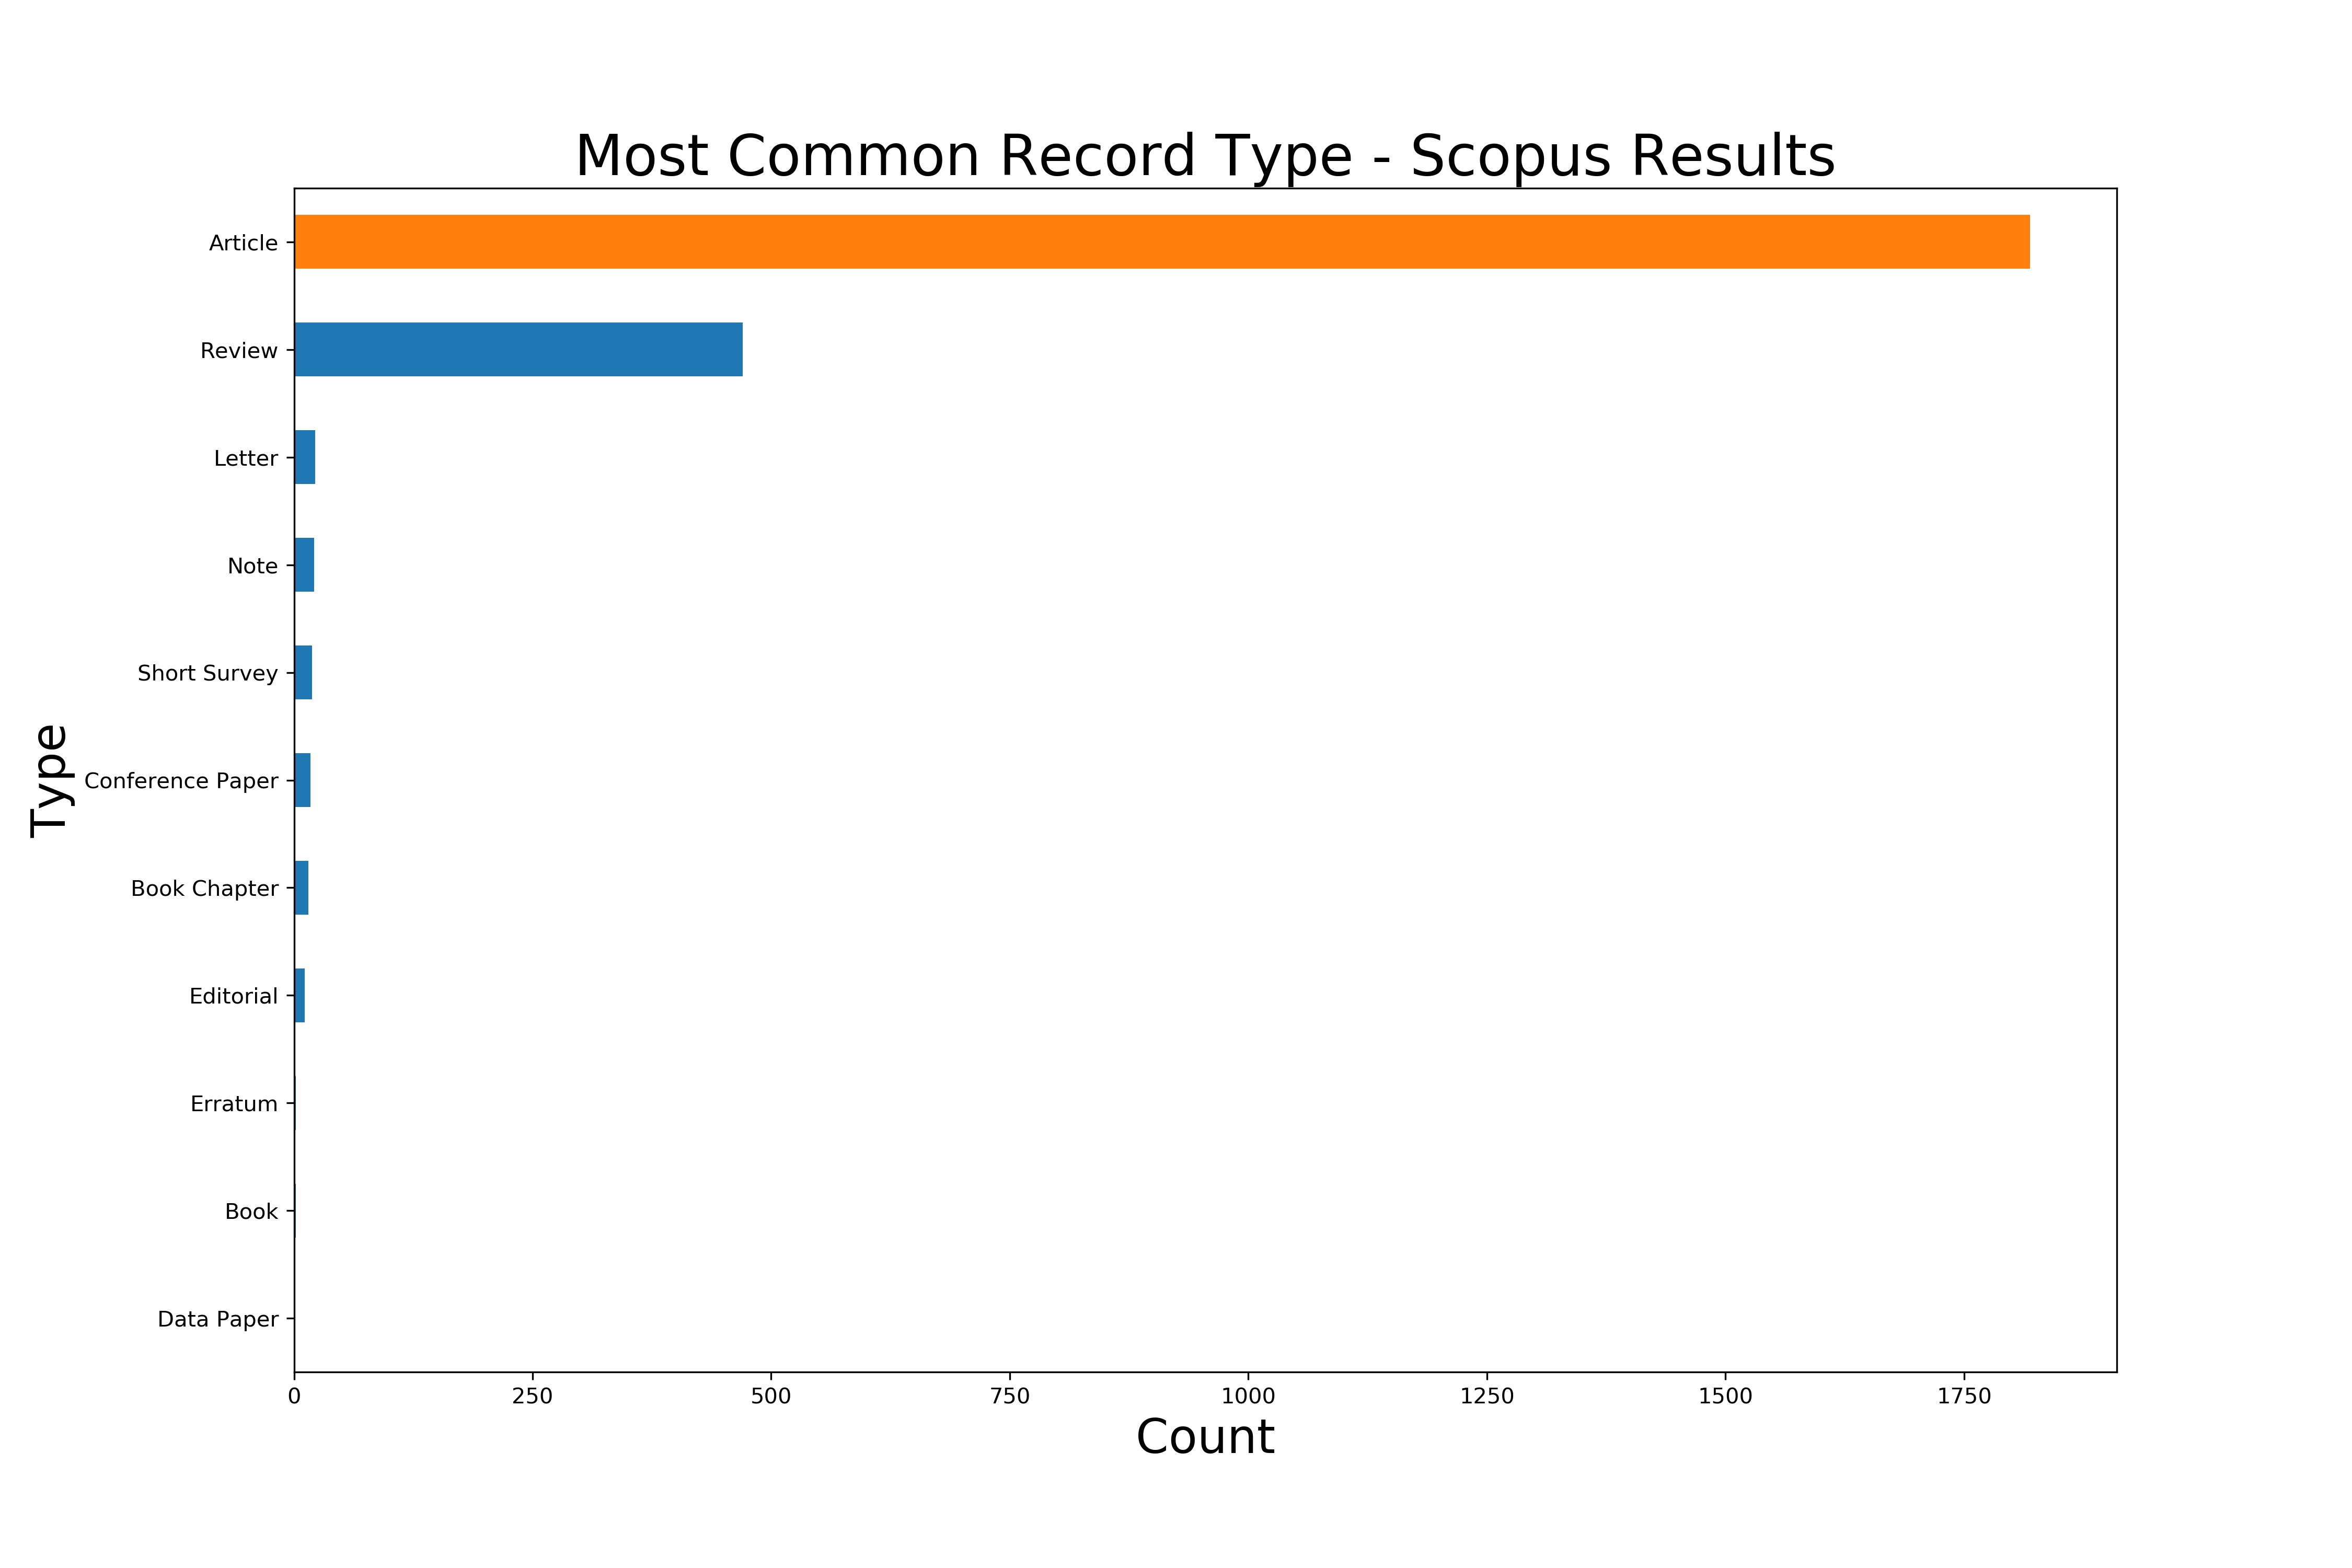 Most Common Record Type - Scopus Results
Article
Review
Letter
Note
Short Survey
Type
Conference Paper
Book Chapter
Editorial
Erratum
Book
Data Paper
0 250 500 750 1000 1250 1500 1750
Count